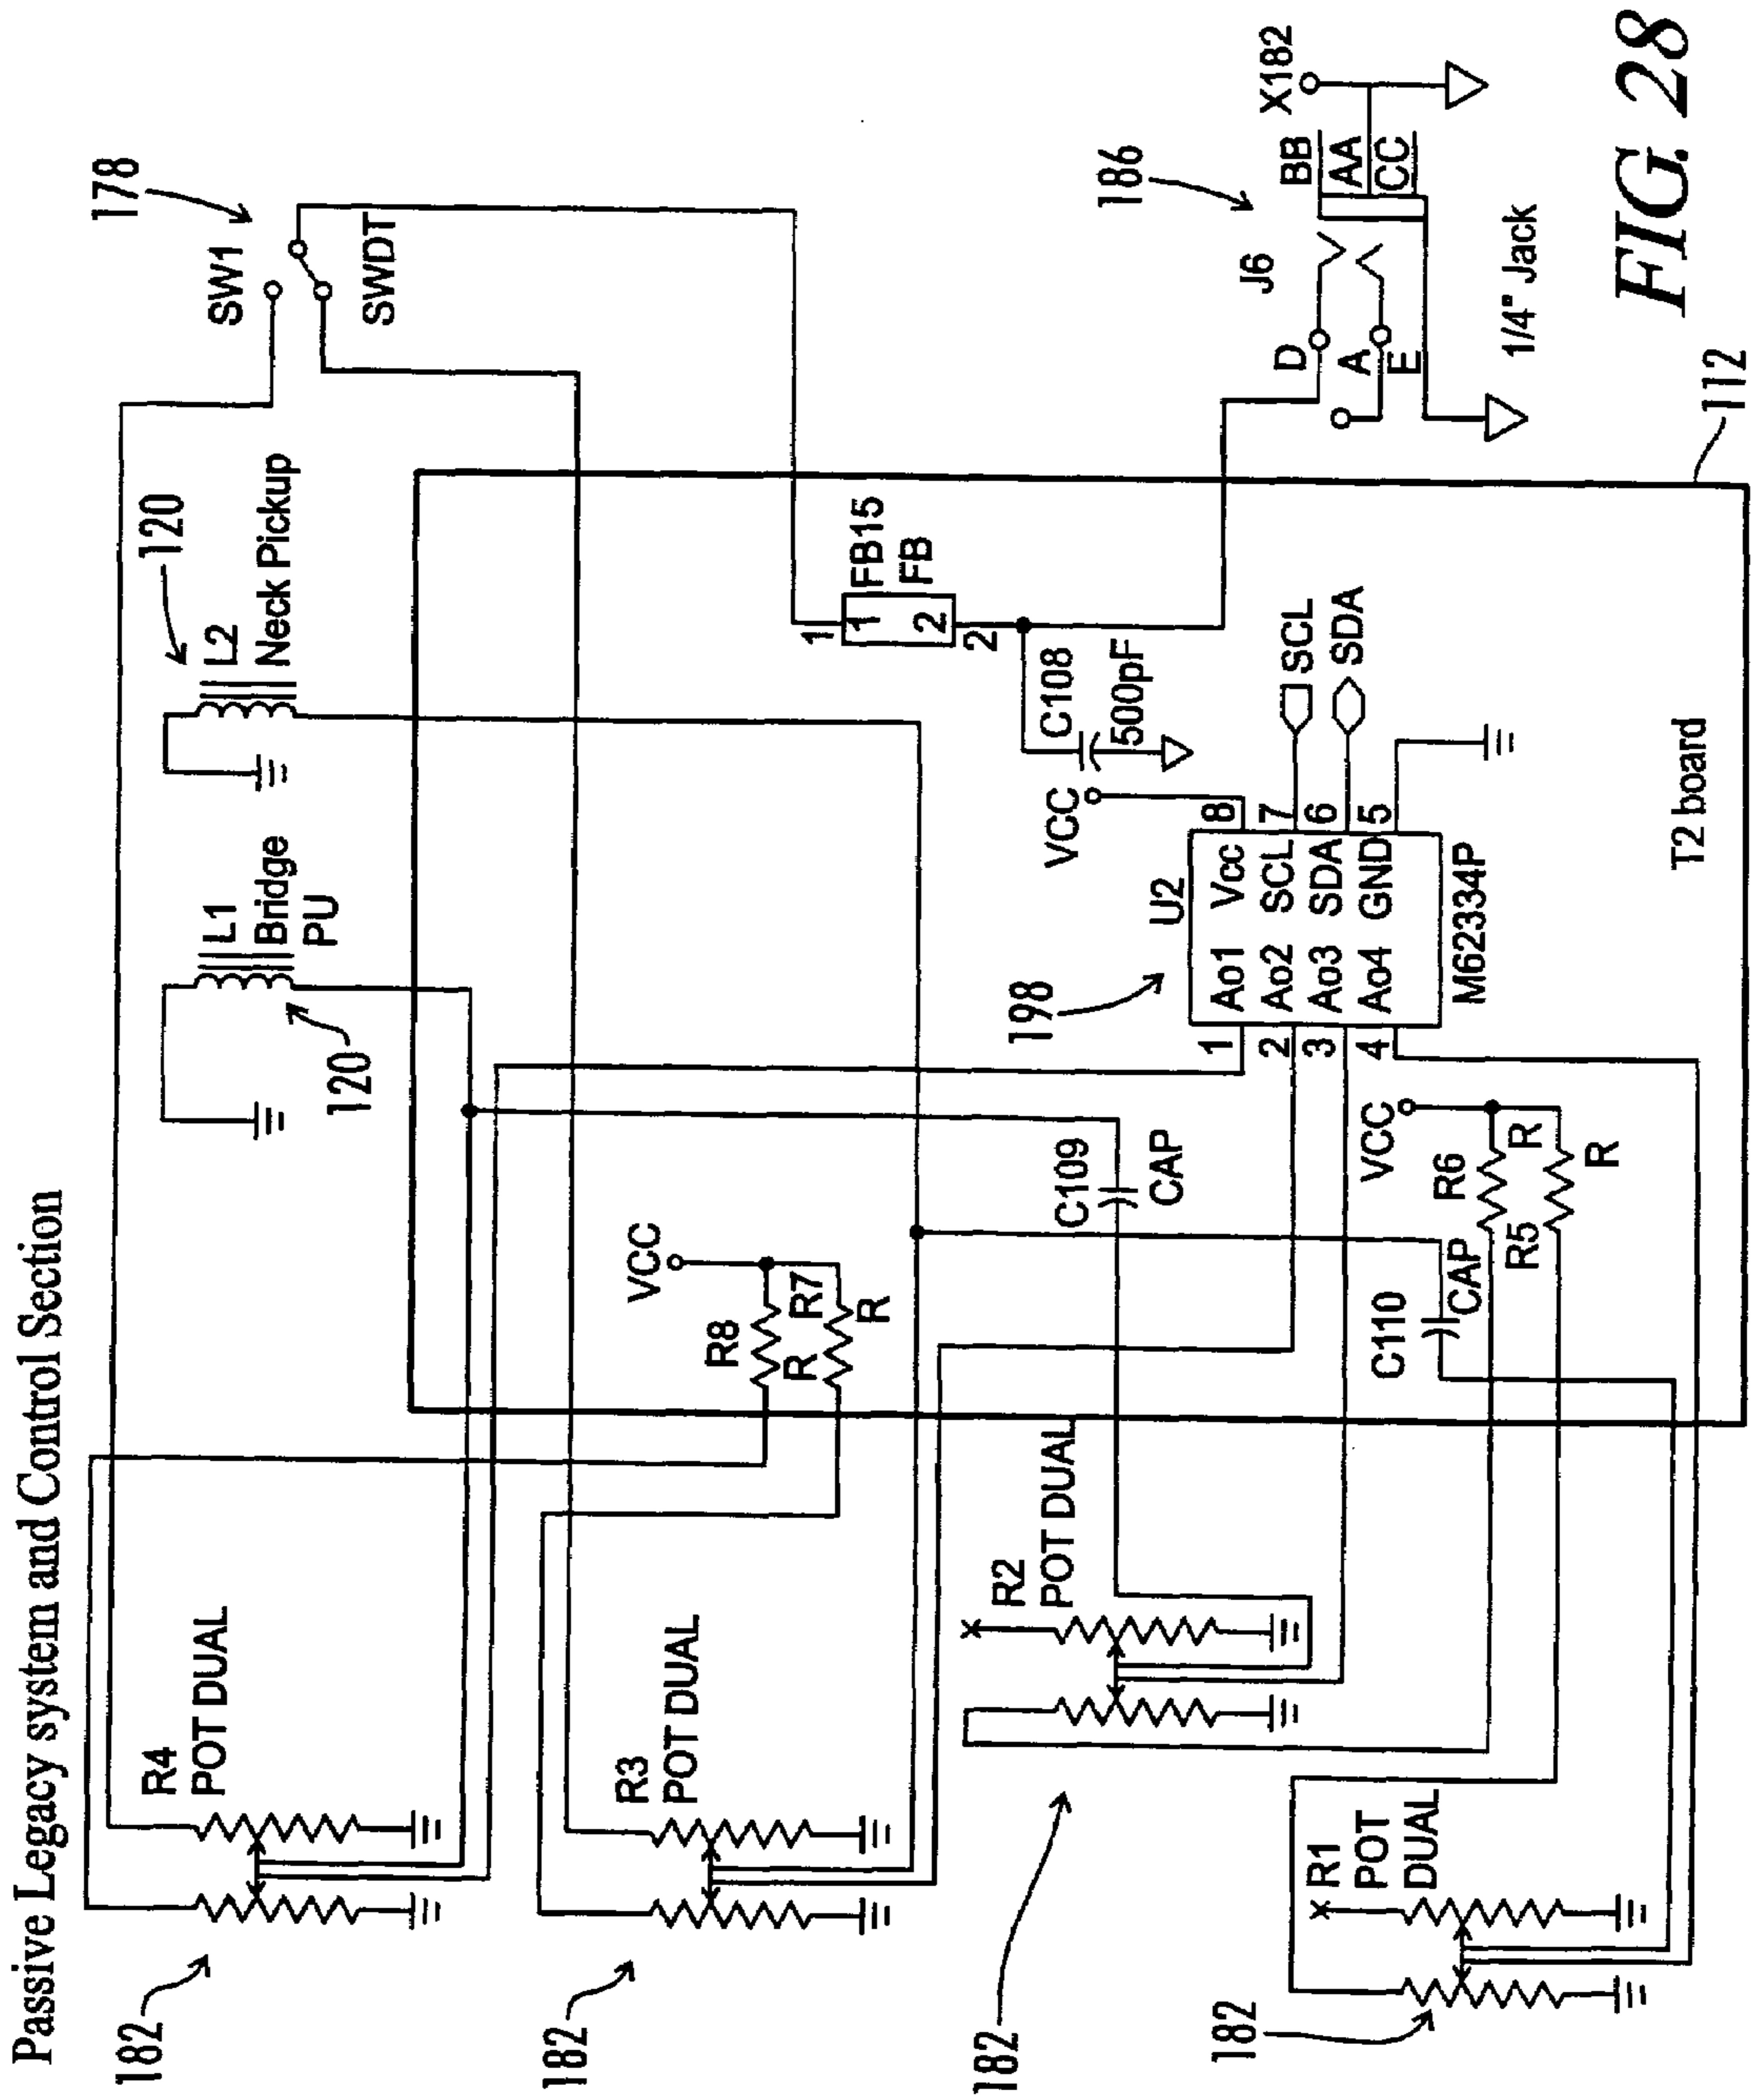 Passive Legacy system and Control Section
182
R4
POT DUAL
120
L1
Bridge
PU
120
L2
Neck Pickup
178
SW1
SWDT
182
R3
POT DUAL
VCC
R8
R
R7
R
1
1
2
2
FB15
FB
182
R2
POT DUAL
C109
CAP
198
U2
VCC
C108
500pF
1
2
3
4
Ao1
Ao2
Ao3
Ao4
Vcc
SCL
SDA
GND
8
7
6
5
SCL
SDA
M62334P
186
J6
D
A
E
BB
AA
CC
X182
1/4" Jack
182
R1
POT
DUAL
C110
CAP
VCC
R6
R
R5
R
T2 board
112
FIG. 28